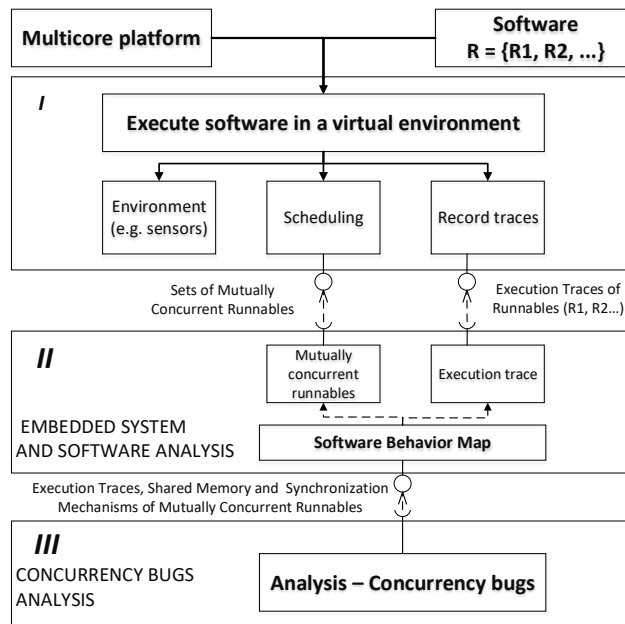 Multicore platform
Software
R = {R1, R2, ...}
I
Execute software in a virtual environment
Environment
(e.g. sensors)
Scheduling
Record traces
Sets of Mutually
Concurrent Runnables
Execution Traces of
Runnables (R1, R2...)
II
Mutually
concurrent
runnables
Execution trace
EMBEDDED SYSTEM
AND SOFTWARE ANALYSIS
Software Behavior Map
Execution Traces, Shared Memory and Synchronization
Mechanisms of Mutually Concurrent Runnables
III
CONCURRENCY BUGS
ANALYSIS
Analysis – Concurrency bugs